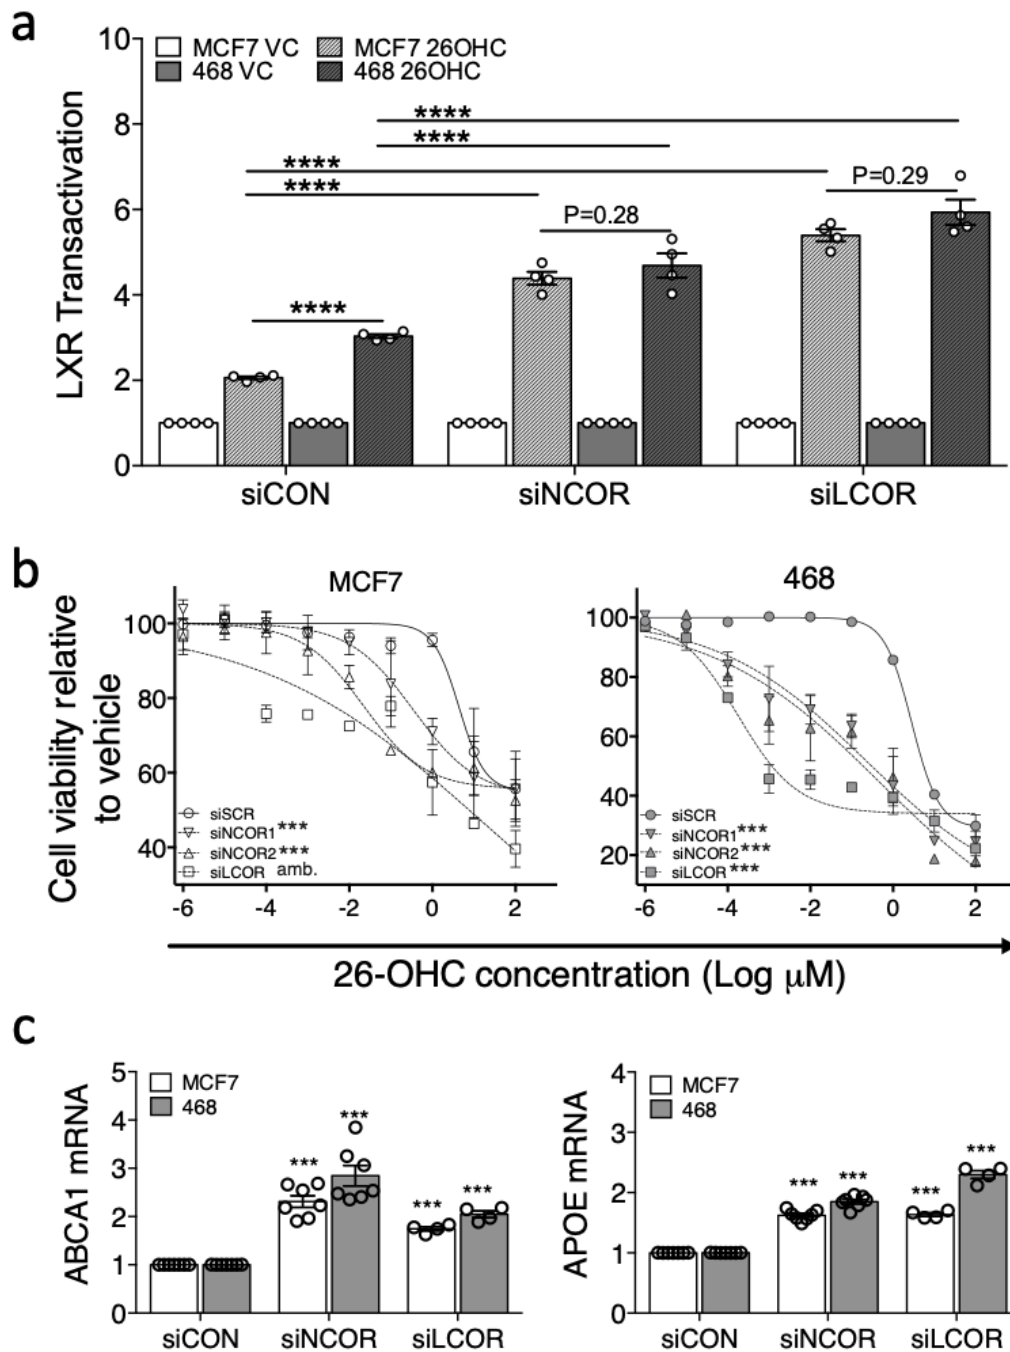 a
10
8
6
4
2
0
LXR Transactivation
MCF7 VC MCF7 26OHC
468 VC 468 26OHC
****
****
****
****
P=0.29
P=0.28
****
siCON siNCOR siLCOR
b
MCF7 468
Cell viability relative
to vehicle
100
80
60
40
siSCR
siNCOR1***
siNCOR2***
siLCOR amb.
-6 -4 -2 0 2
100
80
60
40
20
siSCR
siNCOR1***
siNCOR2***
siLCOR***
-6 -4 -2 0 2
26-OHC concentration (Log μM)
c
ABCA1 mRNA
5
4
3
2
1
0
MCF7
468
***
***
***
***
siCON siNCOR siLCOR
APOE mRNA
4
3
2
1
0
MCF7
468
***
***
***
***
siCON siNCOR siLCOR